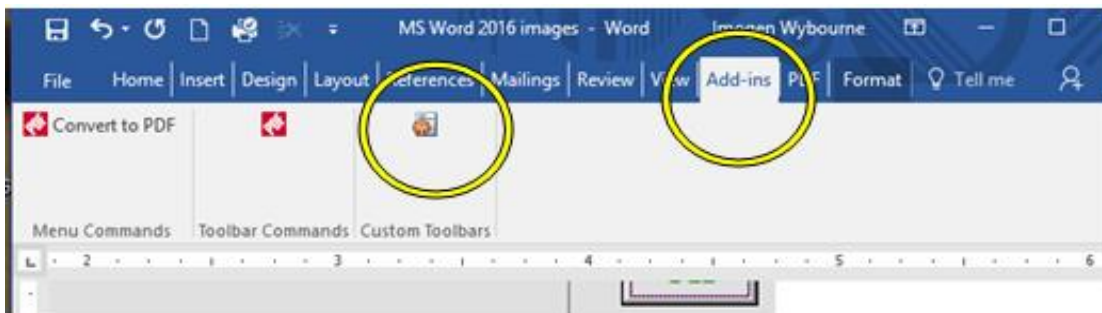 MS Word 2016 images - Word Imogen Wybourne
File Home Insert Design Layout References Mailings Review View Add-ins PDF Format Tell me
Convert to PDF
Menu Commands Toolbar Commands Custom Toolbars
2 3 4 5 6